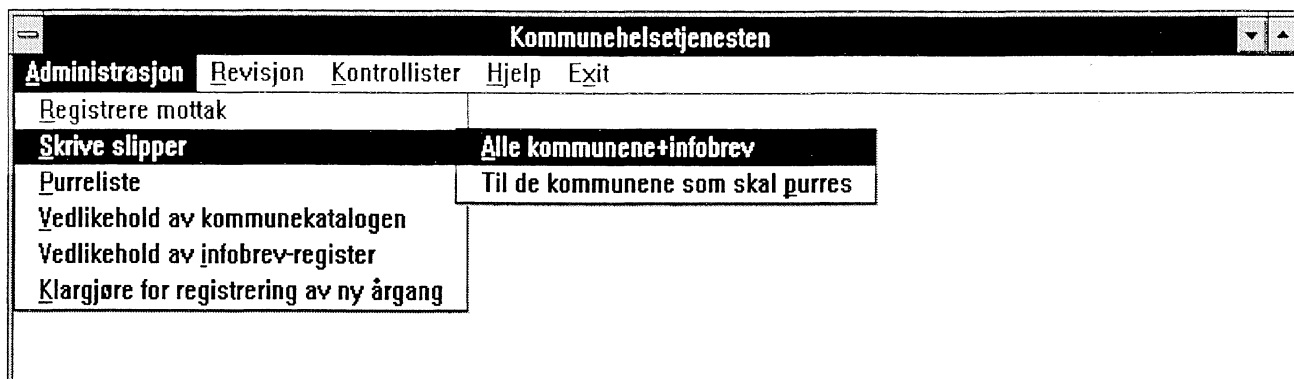 Kommunehelsetjenesten
Administrasjon Revisjon Kontrollister Hjelp Exit
Registrere mottak
Skrive slipper
Alle kommunene+infobrev
Purreliste
Til de kommunene som skal purres
Vedlikehold av kommunekatalogen
Vedlikehold av infobrev-register
Klargjøre for registrering av ny årgang